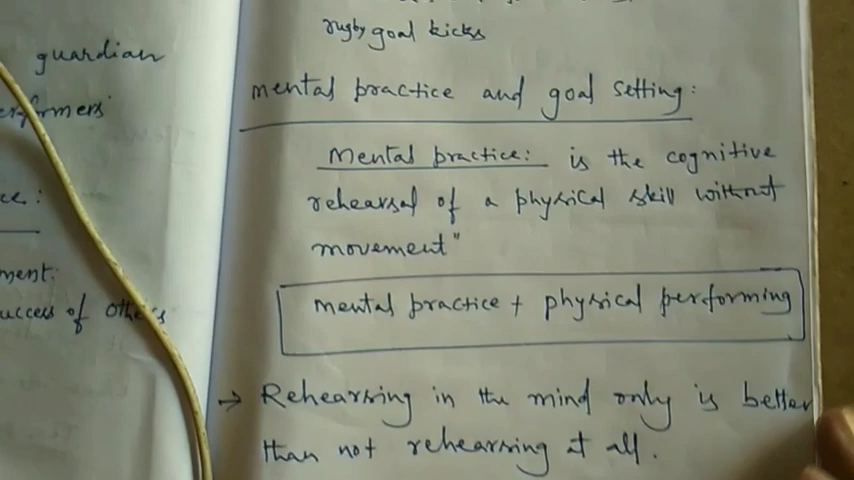 guardian
performers
ment:
success of others
rugby goal kicks
mental practice and goal setting:
Mental practice: is the cognitive
rehearsal of a physical skill without
movement"
mental practice + physical performing
→ Rehearsing in the mind only is better
than not rehearsing at all.